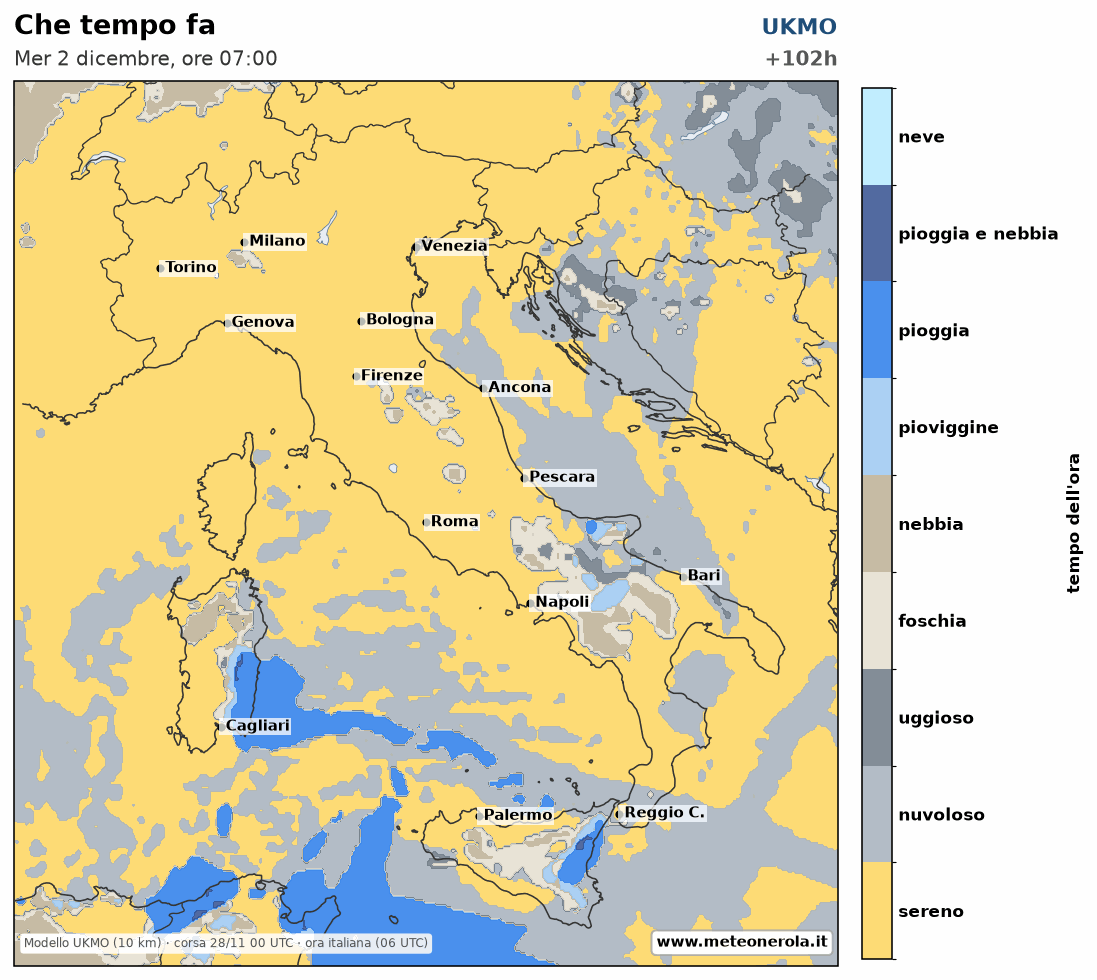 Che tempo fa
UKMO
Mer 2 dicembre, ore 07:00
+102h
neve
pioggia e nebbia
pioggia
pioviggine
nebbia
foschia
uggioso
nuvoloso
sereno
tempo dell'ora
Milano
Venezia
Torino
Genova
Bologna
Firenze
Ancona
Pescara
Roma
Bari
Napoli
Cagliari
Palermo
Reggio C.
Modello UKMO (10 km) · corsa 28/11 00 UTC · ora italiana (06 UTC)
www.meteonerola.it